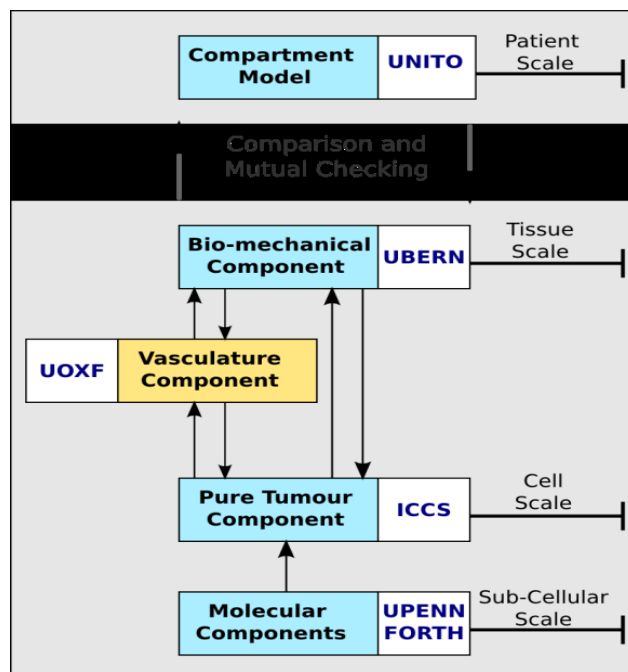 Compartment
Model
UNITO
Patient
Scale
Comparison and
Mutual Checking
Bio-mechanical
Component
UBERN
Tissue
Scale
UOXF
Vasculature
Component
Pure Tumour
Component
ICCS
Cell
Scale
Molecular
Components
UPENN
FORTH
Sub-Cellular
Scale